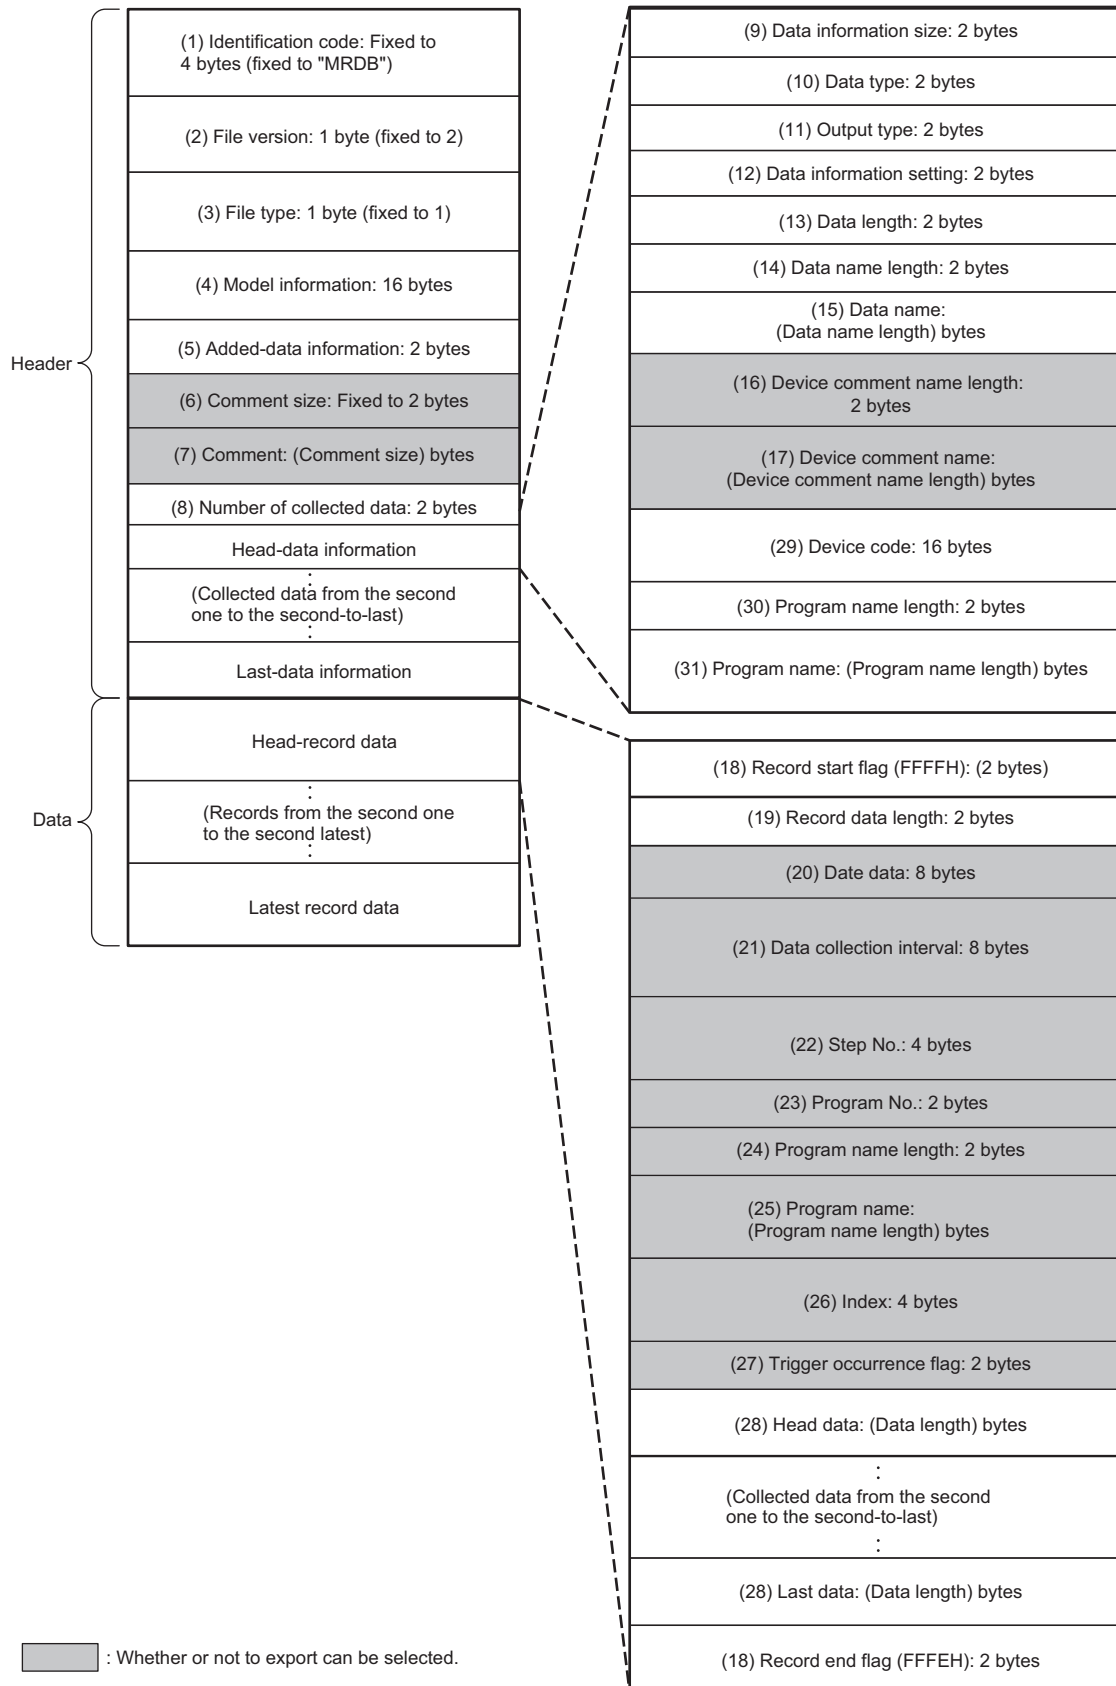 Header
(1) Identification code: Fixed to
4 bytes (fixed to "MRDB")
(2) File version: 1 byte (fixed to 2)
(3) File type: 1 byte (fixed to 1)
(4) Model information: 16 bytes
(5) Added-data information: 2 bytes
(6) Comment size: Fixed to 2 bytes
(7) Comment: (Comment size) bytes
(8) Number of collected data: 2 bytes
Head-data information
(Collected data from the second
one to the second-to-last)
Last-data information
Data
Head-record data
(Records from the second one
to the second latest)
Latest record data
(9) Data information size: 2 bytes
(10) Data type: 2 bytes
(11) Output type: 2 bytes
(12) Data information setting: 2 bytes
(13) Data length: 2 bytes
(14) Data name length: 2 bytes
(15) Data name:
(Data name length) bytes
(16) Device comment name length:
2 bytes
(17) Device comment name:
(Device comment name length) bytes
(29) Device code: 16 bytes
(30) Program name length: 2 bytes
(31) Program name: (Program name length) bytes
(18) Record start flag (FFFFH): (2 bytes)
(19) Record data length: 2 bytes
(20) Date data: 8 bytes
(21) Data collection interval: 8 bytes
(22) Step No.: 4 bytes
(23) Program No.: 2 bytes
(24) Program name length: 2 bytes
(25) Program name:
(Program name length) bytes
(26) Index: 4 bytes
(27) Trigger occurrence flag: 2 bytes
(28) Head data: (Data length) bytes
(Collected data from the second
one to the second-to-last)
(28) Last data: (Data length) bytes
(18) Record end flag (FFFEH): 2 bytes
: Whether or not to export can be selected.